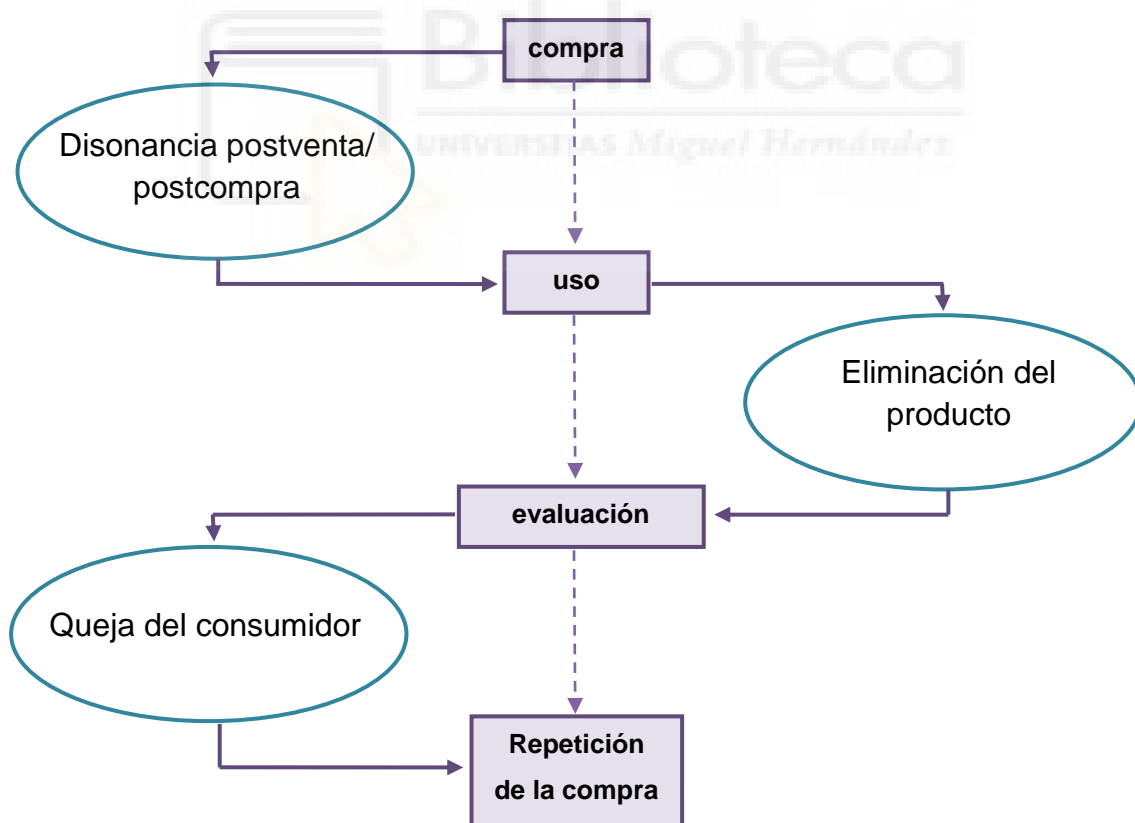 Biblioteca
UNIVERSITAS Miguel Hernández
compra
Disonancia postventa/
postcompra
uso
Eliminación del
producto
evaluación
Queja del consumidor
Repetición
de la compra